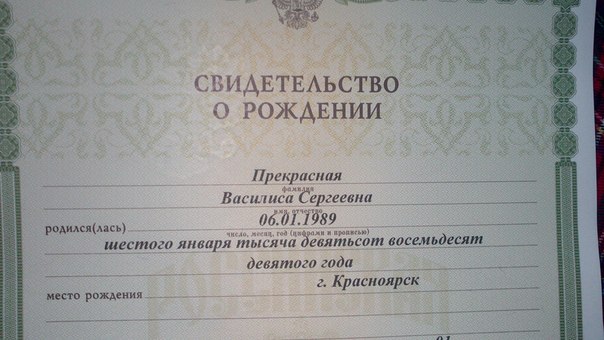 СВИДЕТЕЛЬСТВО
О РОЖДЕНИИ
Прекрасная
фамилия
Василиса Сергеевна
имя, отчество
родился(лась) 06.01.1989
число, месяц, год (цифрами и прописью)
шестого января тысяча девятьсот восемьдесят
девятого года
место рождения г. Красноярск